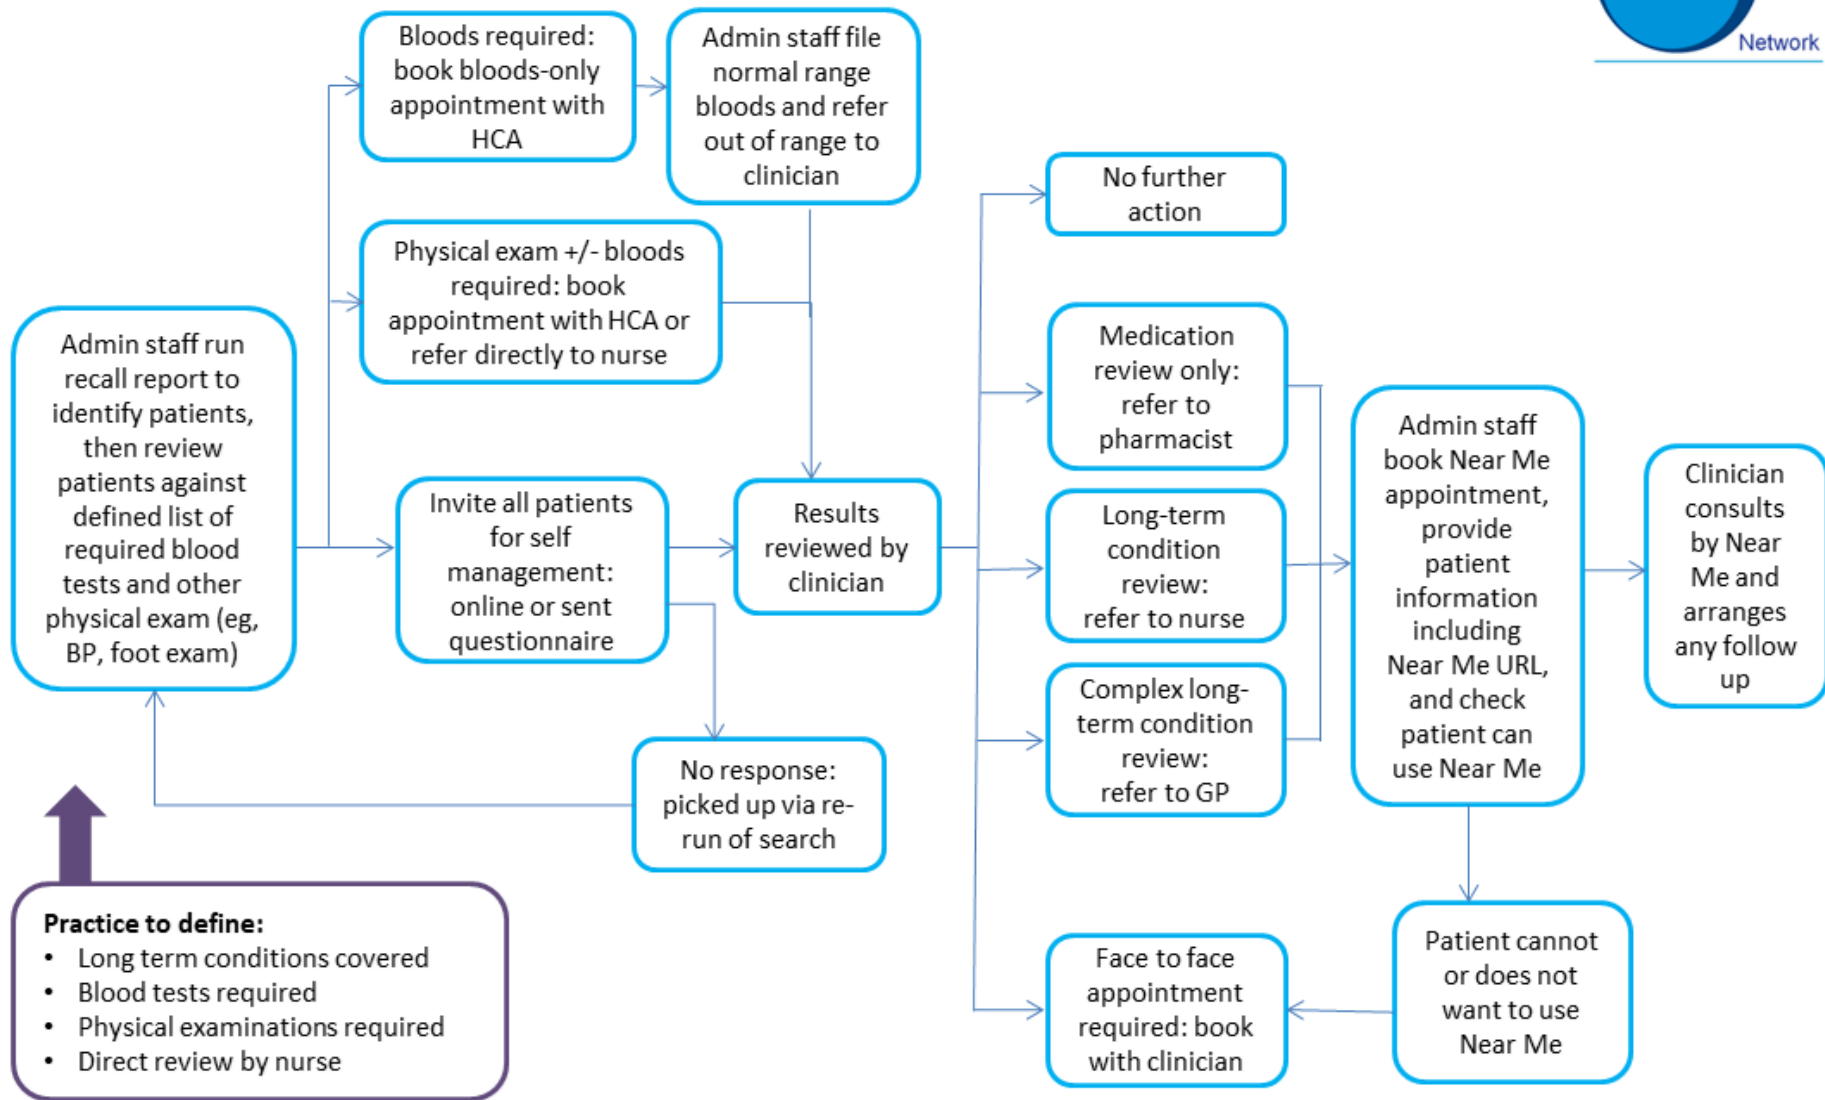 Network
Bloods required:
book bloods-only
appointment with
HCA
Admin staff file
normal range
bloods and refer
out of range to
clinician
Physical exam +/- bloods
required: book
appointment with HCA or
refer directly to nurse
Admin staff run
recall report to
identify patients,
then review
patients against
defined list of
required blood
tests and other
physical exam (eg,
BP, foot exam)
Invite all patients
for self
management:
online or sent
questionnaire
No response:
picked up via re-
run of search
Results
reviewed by
clinician
No further
action
Medication
review only:
refer to
pharmacist
Long-term
condition
review:
refer to nurse
Complex long-
term condition
review:
refer to GP
Face to face
appointment
required: book
with clinician
Admin staff
book Near Me
appointment,
provide
patient
information
including
Near Me URL,
and check
patient can
use Near Me
Clinician
consults
by Near
Me and
arranges
any follow
up
Patient cannot
or does not
want to use
Near Me
Practice to define:
• Long term conditions covered
• Blood tests required
• Physical examinations required
• Direct review by nurse